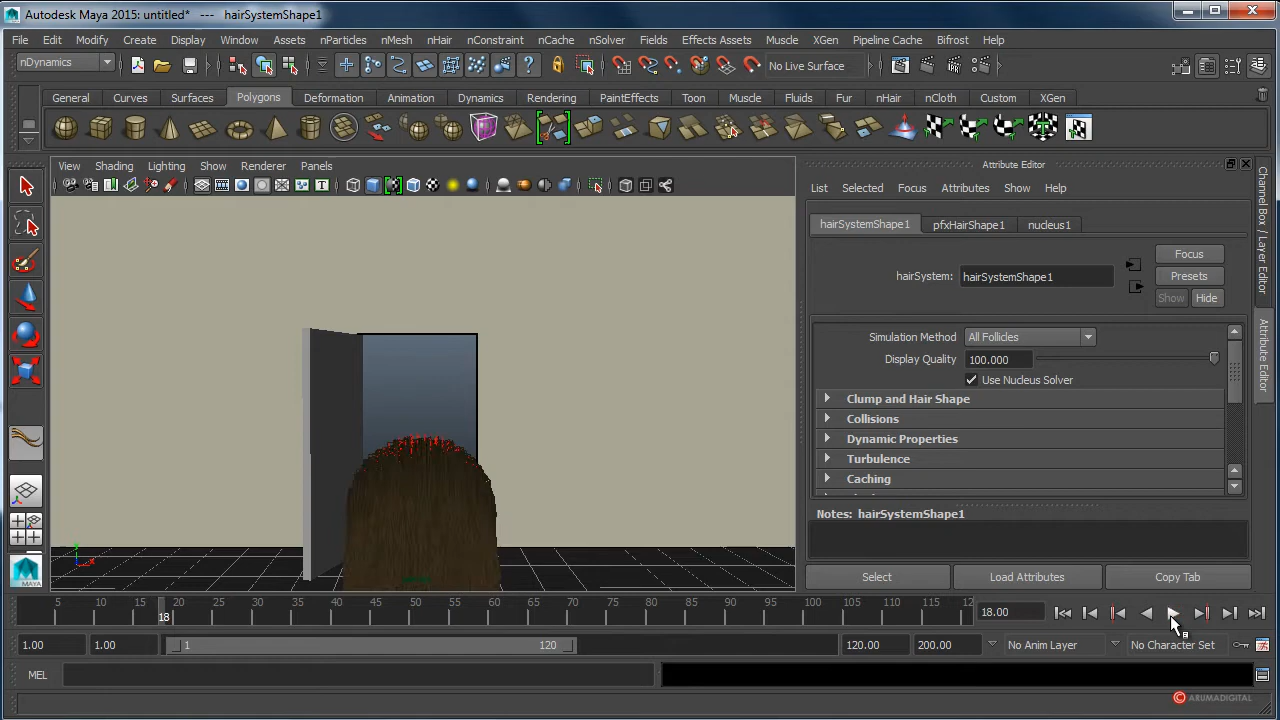 Autodesk Maya 2015: untitled*   ---   hairSystemShape1
File Edit Modify Create Display Window Assets nParticles nMesh nHair nConstraint nCache nSolver Fields Effects Assets Muscle XGen Pipeline Cache Bifrost Help
nDynamics No Live Surface
General Curves Surfaces Polygons Deformation Animation Dynamics Rendering PaintEffects Toon Muscle Fluids Fur nHair nCloth Custom XGen
View Shading Lighting Show Renderer Panels
Attribute Editor
List Selected Focus Attributes Show Help
hairSystemShape1 pfxHairShape1 nucleus1
Focus
hairSystem: hairSystemShape1 Presets
Show Hide
Simulation Method All Follicles
Display Quality 100.000
Use Nucleus Solver
Clump and Hair Shape
Collisions
Dynamic Properties
Turbulence
Caching
Notes: hairSystemShape1
Select Load Attributes Copy Tab
Channel Box / Layer Editor
Attribute Editor
MAYA
5 10 15 20 25 30 35 40 45 50 55 60 65 70 75 80 85 90 95 100 105 110 115 12
18 18.00
1.00 1.00 1 120 120.00 200.00 No Anim Layer No Character Set
MEL
© ARUMADIGITAL